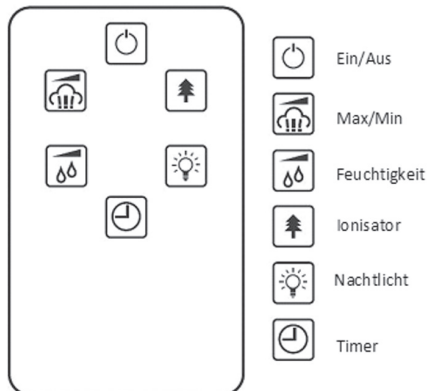 Ein/Aus
Max/Min
Feuchtigkeit
Ionisator
Nachtlicht
Timer